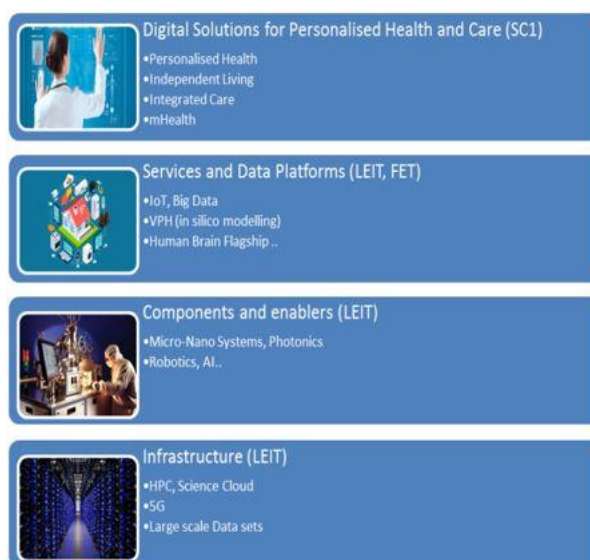 Digital Solutions for Personalised Health and Care (SC1)
•Personalised Health
•Independent Living
•Integrated Care
•mHealth
Services and Data Platforms (LEIT, FET)
•IoT, Big Data
•VPH (in silico modelling)
•Human Brain Flagship ..
Components and enablers (LEIT)
•Micro-Nano Systems, Photonics
•Robotics, AI..
Infrastructure (LEIT)
•HPC, Science Cloud
•5G
•Large scale Data sets